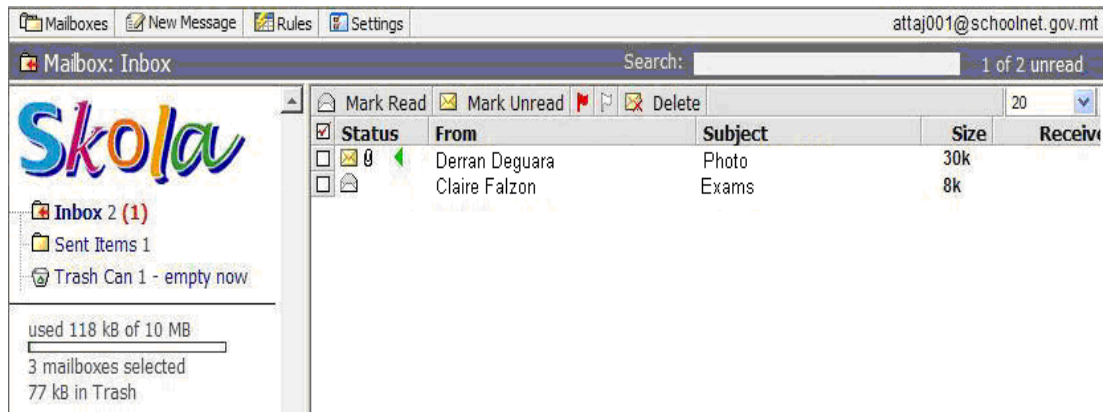 Mailboxes New Message Rules Settings attaj001@schoolnet.gov.mt
Mailbox: Inbox Search: 1 of 2 unread
Skola
Mark Read Mark Unread Delete 20
Status From Subject Size Receive
Derran Deguara Photo 30k
Claire Falzon Exams 8k
Inbox 2 (1)
Sent Items 1
Trash Can 1 - empty now
used 118 kB of 10 MB
3 mailboxes selected
77 kB in Trash